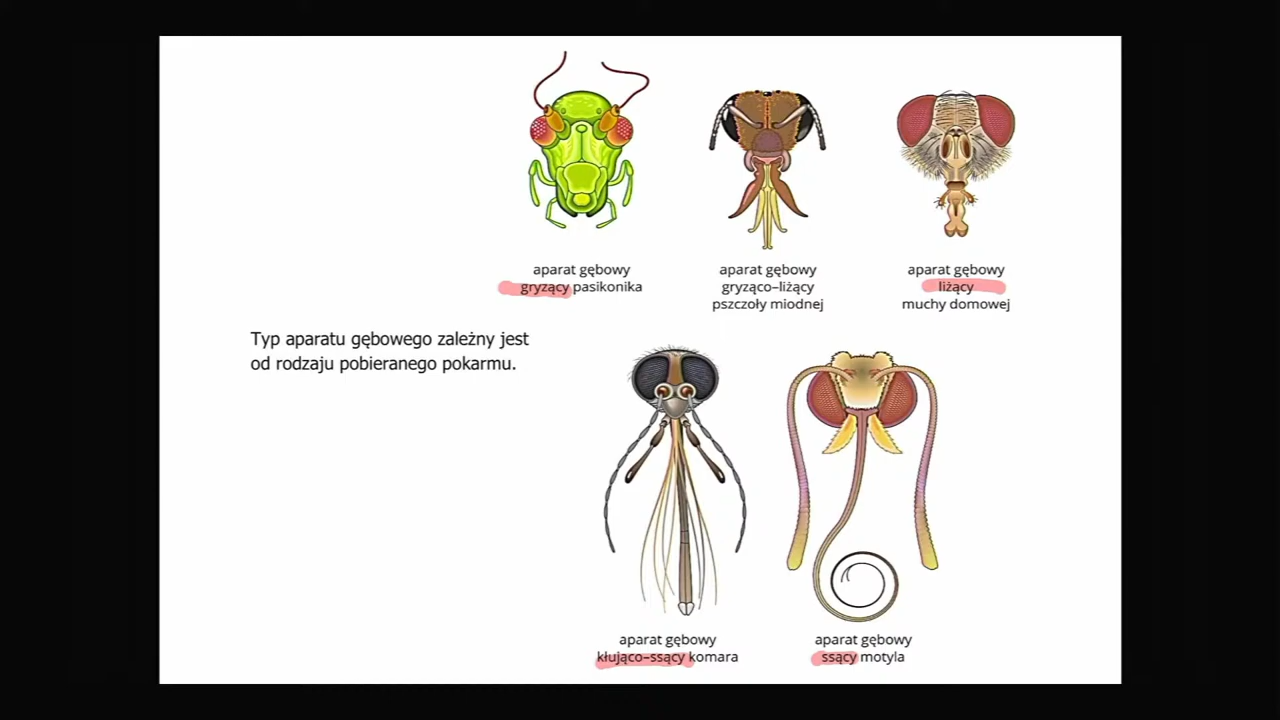 aparat gębowy
gryzący pasikonika
aparat gębowy
gryząco–liżący
pszczoły miodnej
aparat gębowy
liżący
muchy domowej
Typ aparatu gębowego zależny jest
od rodzaju pobieranego pokarmu.
aparat gębowy
kłująco–ssący komara
aparat gębowy
ssący motyla